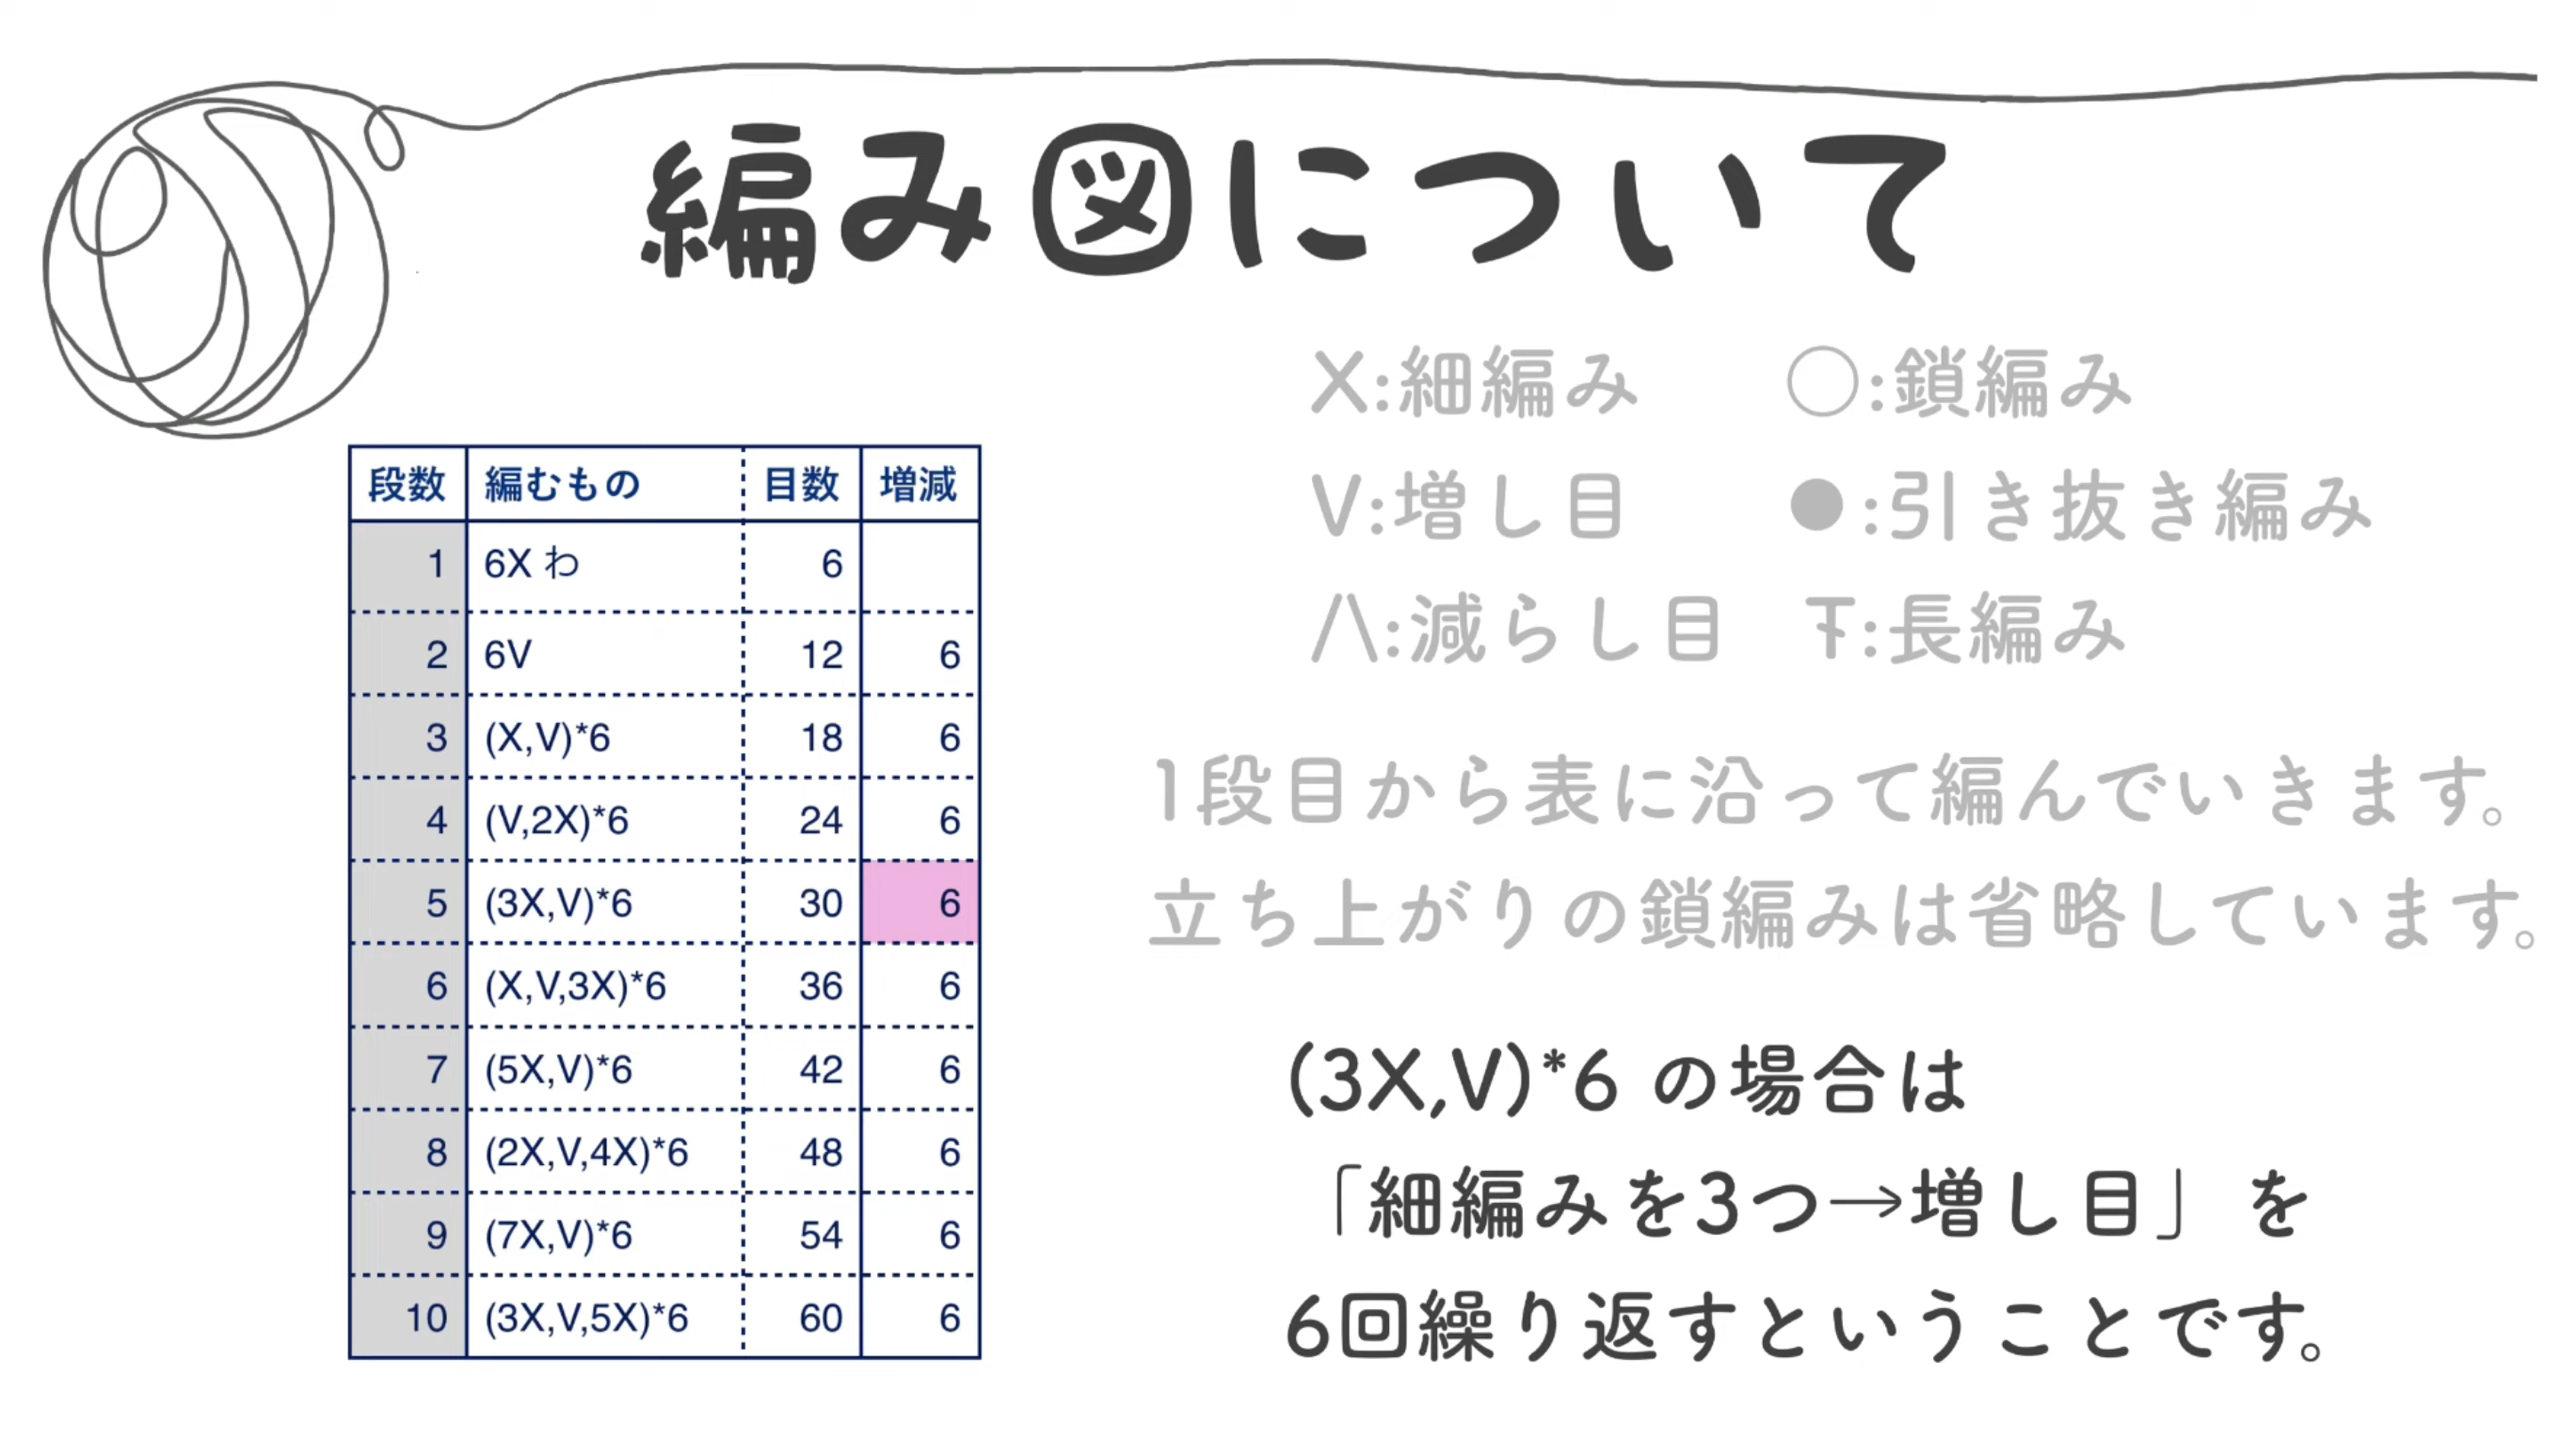 編み図について
X:細編み ○:鎖編み
V:増し目 ●:引き抜き編み
⋀:減らし目 Ŧ:長編み
段数 編むもの 目数 増減
1 6X わ 6
2 6V 12 6
3 (X,V)*6 18 6
4 (V,2X)*6 24 6
5 (3X,V)*6 30 6
6 (X,V,3X)*6 36 6
7 (5X,V)*6 42 6
8 (2X,V,4X)*6 48 6
9 (7X,V)*6 54 6
10 (3X,V,5X)*6 60 6
1段目から表に沿って編んでいきます。
立ち上がりの鎖編みは省略しています。
(3X,V)*6 の場合は
「細編みを3つ→増し目」を
6回繰り返すということです。